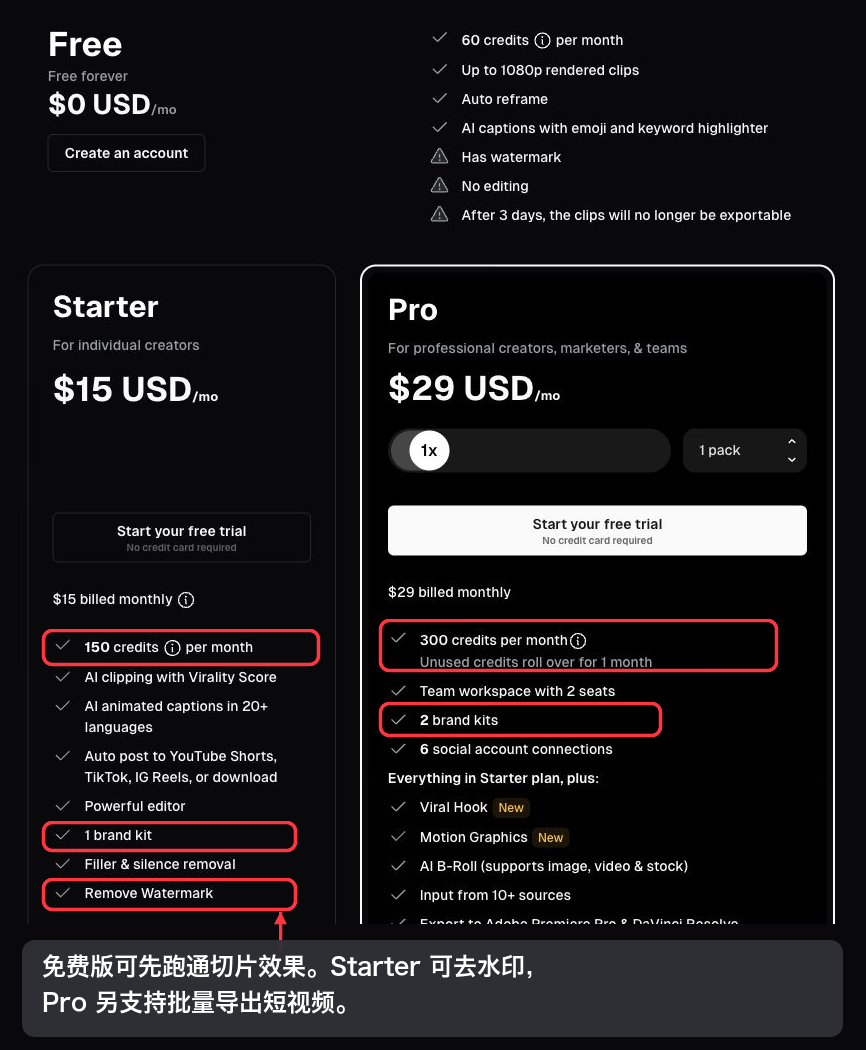 Free
Free forever
$0 USD/mo
Create an account
60 credits per month
Up to 1080p rendered clips
Auto reframe
AI captions with emoji and keyword highlighter
Has watermark
No editing
After 3 days, the clips will no longer be exportable
Starter
For individual creators
$15 USD/mo
Start your free trial
No credit card required
$15 billed monthly
150 credits per month
AI clipping with Virality Score
AI animated captions in 20+
languages
Auto post to YouTube Shorts,
TikTok, IG Reels, or download
Powerful editor
1 brand kit
Filler & silence removal
Remove Watermark
Pro
For professional creators, marketers, & teams
$29 USD/mo
1x
1 pack
Start your free trial
No credit card required
$29 billed monthly
300 credits per month
Unused credits roll over for 1 month
Team workspace with 2 seats
2 brand kits
6 social account connections
Everything in Starter plan, plus:
Viral Hook New
Motion Graphics New
AI B-Roll (supports image, video & stock)
Input from 10+ sources
Export to Adobe Premiere Pro & DaVinci Resolve
免费版可先跑通切片效果。Starter 可去水印,
Pro 另支持批量导出短视频。